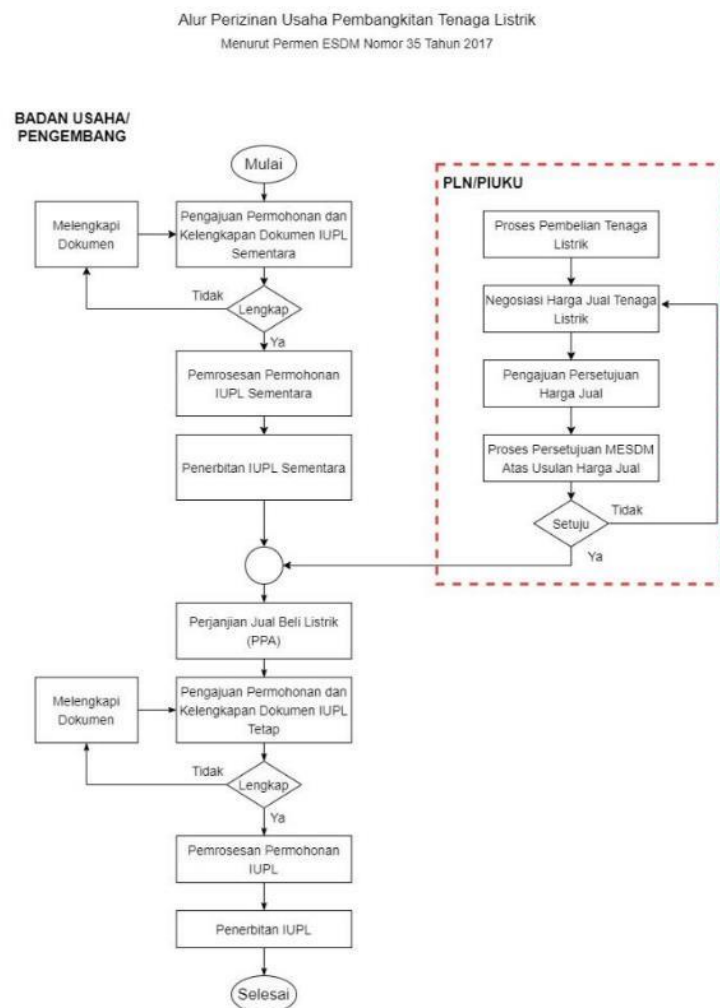 Alur Perizinan Usaha Pembangkitan Tenaga Listrik
Menurut Permen ESDM Nomor 35 Tahun 2017
BADAN USAHA/
PENGEMBANG
Mulai
Melengkapi
Dokumen
Pengajuan Permohonan dan
Kelengkapan Dokumen IUPL
Sementara
Tidak
Lengkap
Ya
Pemrosesan Permohonan
IUPL Sementara
Penerbitan IUPL Sementara
PLN/PIUKU
Proses Pembelian Tenaga
Listrik
Negosiasi Harga Jual Tenaga
Listrik
Pengajuan Persetujuan
Harga Jual
Proses Persetujuan MESDM
Atas Usulan Harga Jual
Tidak
Setuju
Ya
Perjanjian Jual Beli Listrik
(PPA)
Melengkapi
Dokumen
Pengajuan Permohonan dan
Kelengkapan Dokumen IUPL
Tetap
Tidak
Lengkap
Ya
Pemrosesan Permohonan
IUPL
Penerbitan IUPL
Selesai